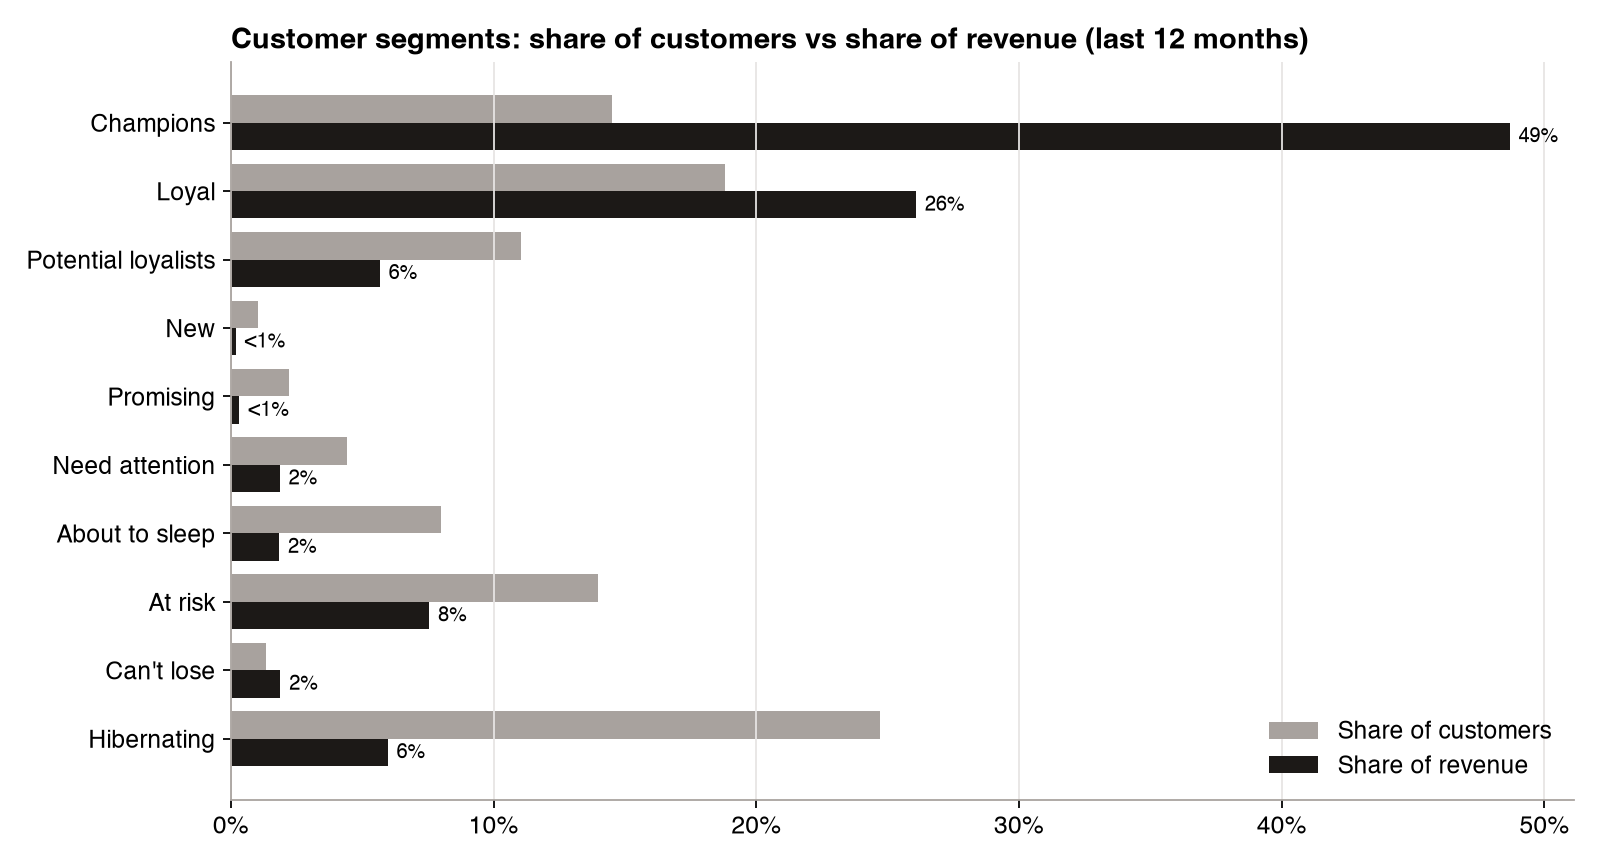 Customer segments: share of customers vs share of revenue (last 12 months)
Champions
49%
Loyal
26%
Potential loyalists
6%
New
<1%
Promising
<1%
Need attention
2%
About to sleep
2%
At risk
8%
Can't lose
2%
Hibernating
6%
Share of customers
Share of revenue
0% 10% 20% 30% 40% 50%